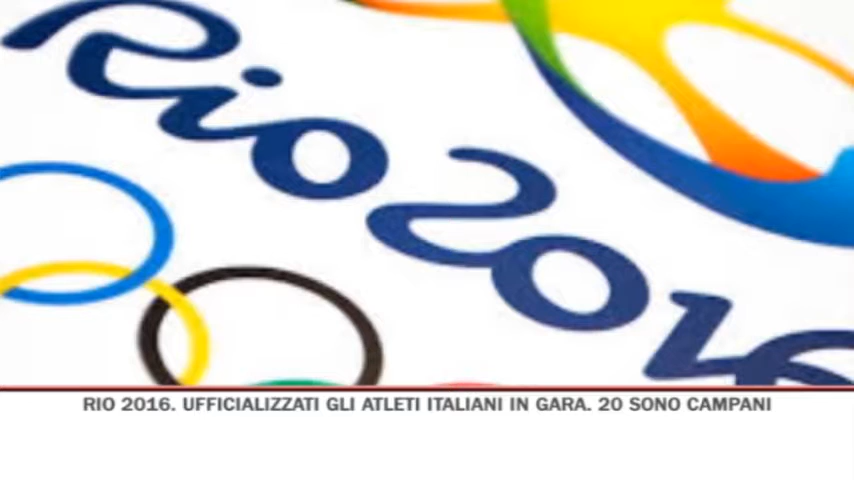 Rio2016
RIO 2016. UFFICIALIZZATI GLI ATLETI ITALIANI IN GARA. 20 SONO CAMPANI